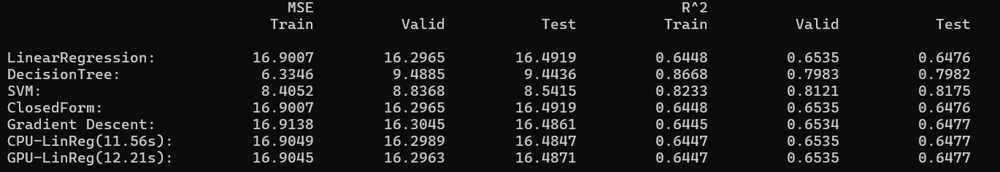 MSE R^2
Train Valid Test Train Valid Test
LinearRegression: 16.9007 16.2965 16.4919 0.6448 0.6535 0.6476
DecisionTree: 6.3346 9.4885 9.4436 0.8668 0.7983 0.7982
SVM: 8.4052 8.8368 8.5415 0.8233 0.8121 0.8175
ClosedForm: 16.9007 16.2965 16.4919 0.6448 0.6535 0.6476
Gradient Descent: 16.9138 16.3045 16.4861 0.6445 0.6534 0.6477
CPU-LinReg(11.56s): 16.9049 16.2989 16.4847 0.6447 0.6535 0.6477
GPU-LinReg(12.21s): 16.9045 16.2963 16.4871 0.6447 0.6535 0.6477